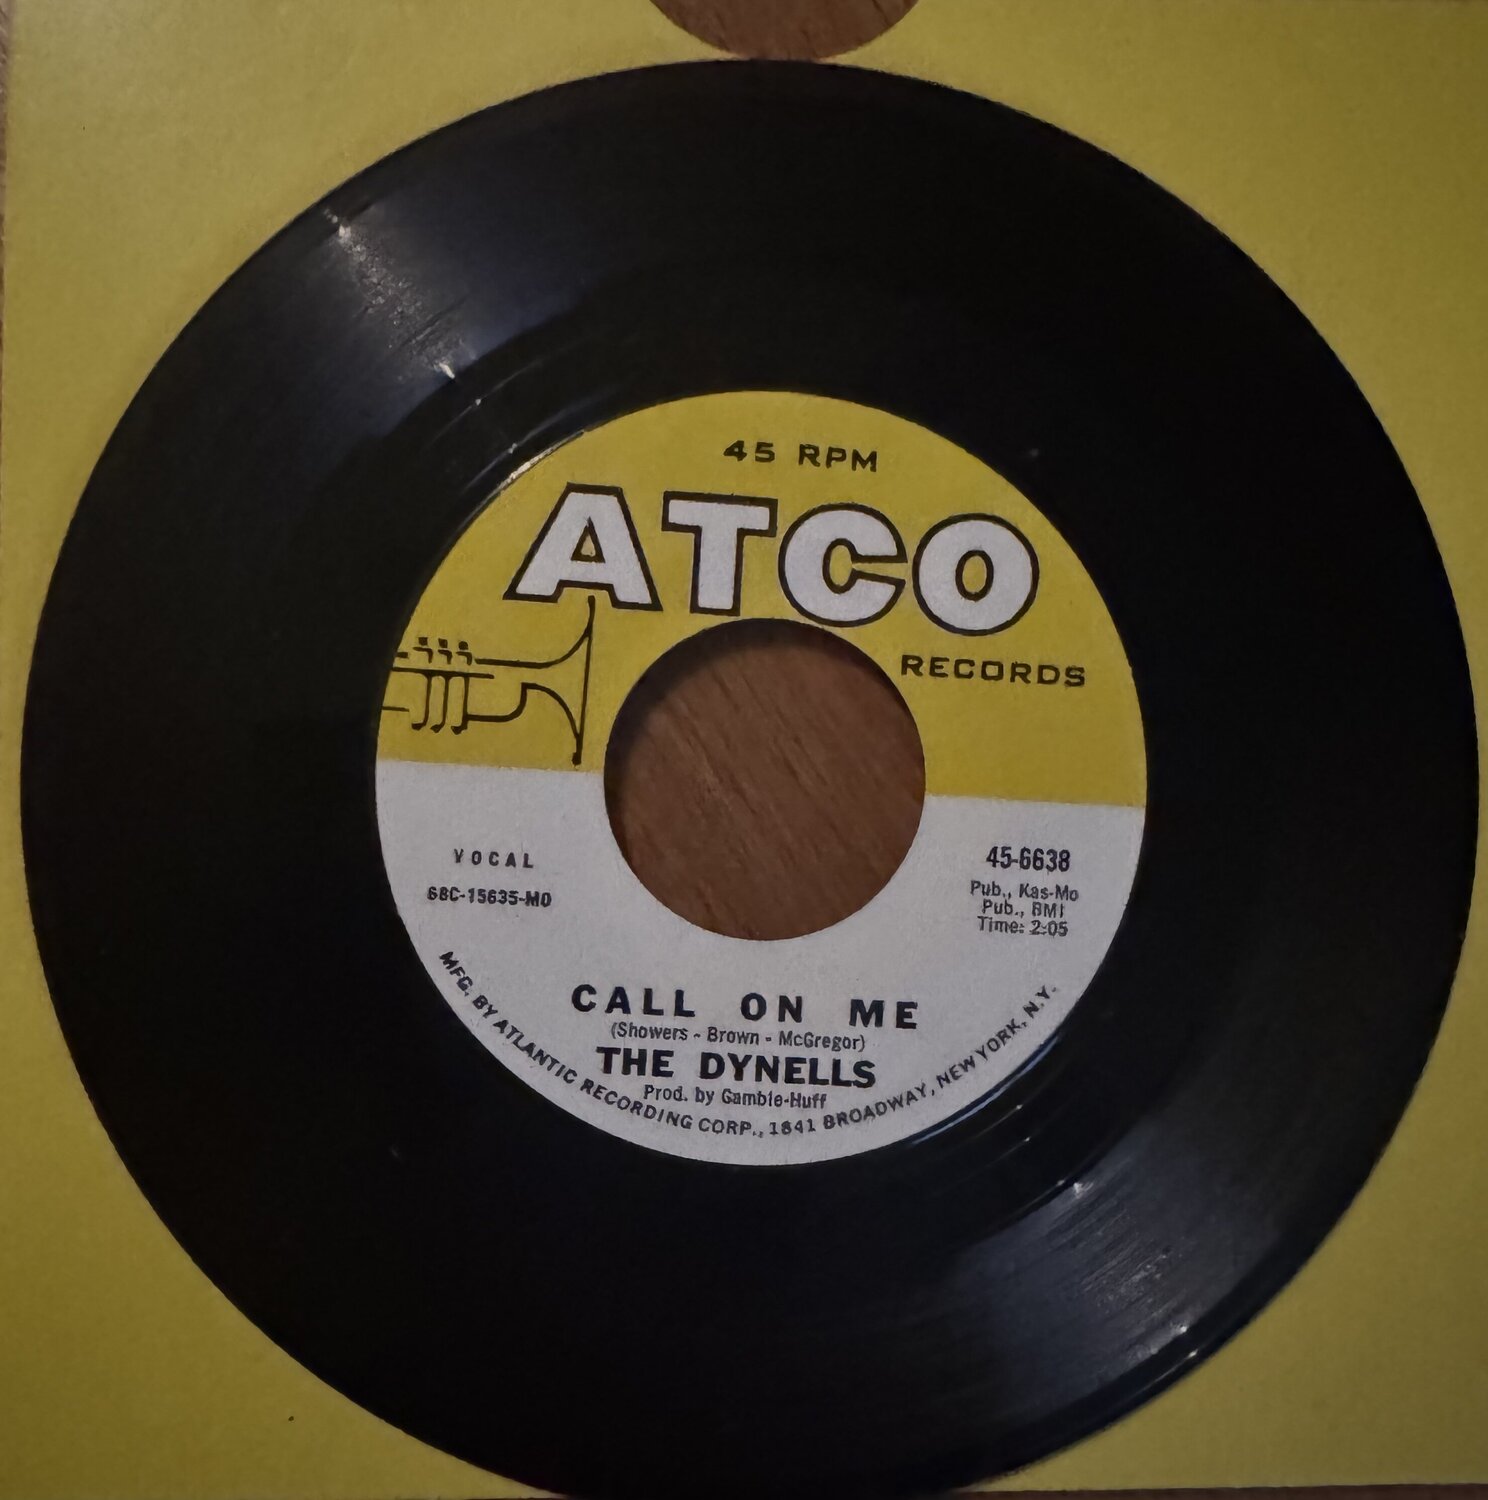 45 RPM
ATCO
RECORDS
VOCAL
68C-15635-MO
45-6638
Pub., Kas-Mo
Pub., BMI
Time: 2:05
CALL ON ME
(Showers - Brown - McGregor)
THE DYNELLS
Prod. by Gamble-Huff
MFG. BY ATLANTIC RECORDING CORP., 1841 BROADWAY, NEW YORK, N.Y.